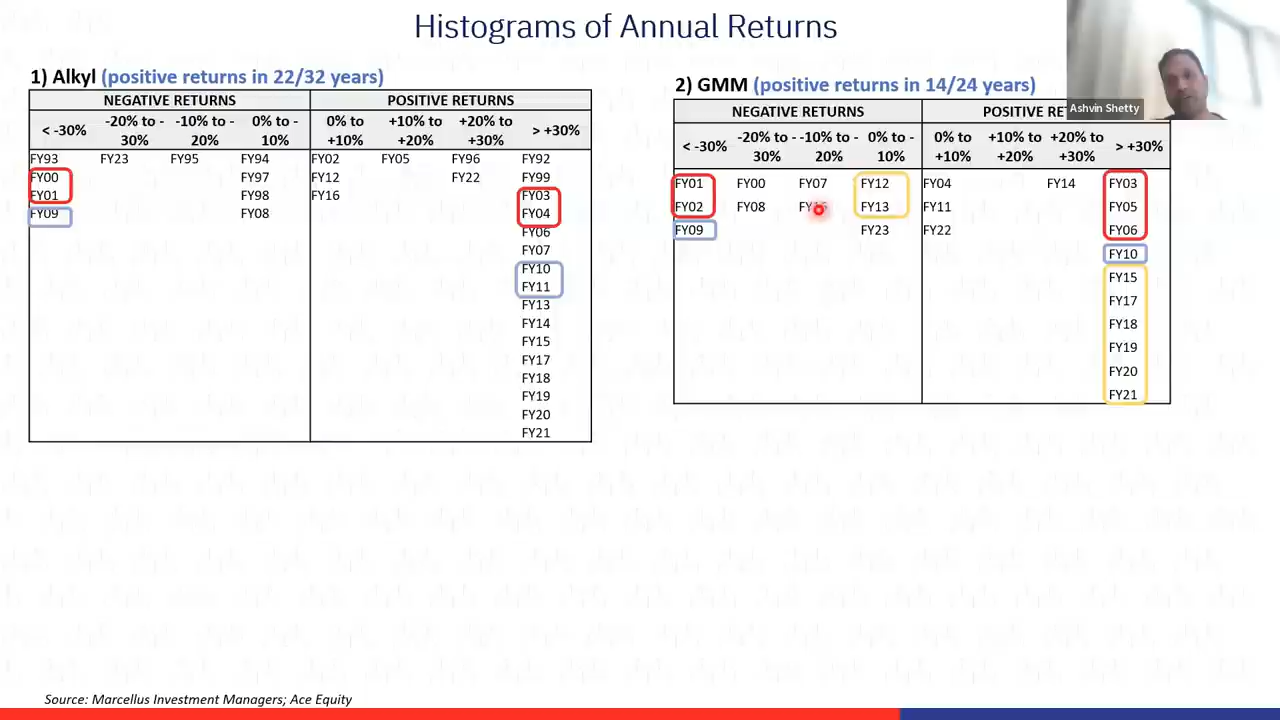 Histograms of Annual Returns
Ashvin Shetty
1) Alkyl (positive returns in 22/32 years)
NEGATIVE RETURNS POSITIVE RETURNS
< -30% -20% to -30% -10% to -20% 0% to -10% 0% to +10% +10% to +20% +20% to +30% > +30%
FY93 FY23 FY95 FY94 FY02 FY05 FY96 FY92
FY00 FY97 FY12 FY22 FY99
FY01 FY98 FY16 FY03
FY09 FY08 FY04
FY06
FY07
FY10
FY11
FY13
FY14
FY15
FY17
FY18
FY19
FY20
FY21
2) GMM (positive returns in 14/24 years)
NEGATIVE RETURNS POSITIVE
< -30% -20% to -30% -10% to -20% 0% to -10% 0% to +10% +10% to +20% +20% to +30% > +30%
FY01 FY00 FY07 FY12 FY04 FY14 FY03
FY02 FY08 FY13 FY11 FY05
FY09 FY23 FY22 FY06
FY10
FY15
FY17
FY18
FY19
FY20
FY21
Source: Marcellus Investment Managers; Ace Equity